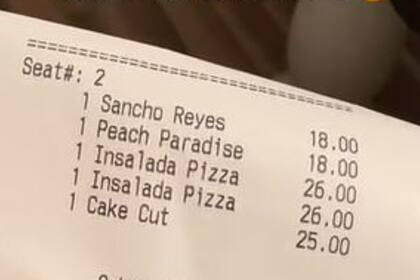 Seat#: 2
1 Sancho Reyes 18.00
1 Peach Paradise 18.00
1 Insalada Pizza 26.00
1 Insalada Pizza 26.00
1 Cake Cut 25.00